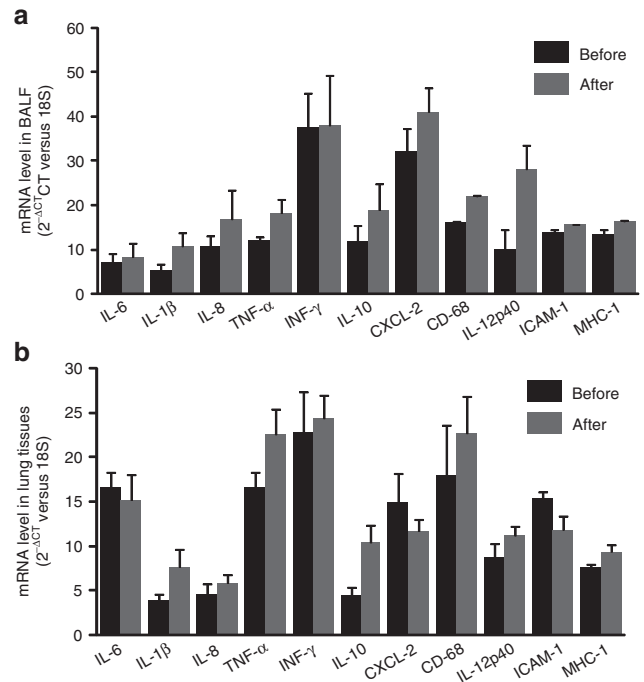 a
60
50
40
30
20
10
0
mRNA level in BALF
(2⁻ΔCTCT versus 18S)
Before
After
IL-6
IL-1β
IL-8
TNF-α
INF-γ
IL-10
CXCL-2
CD-68
IL-12p40
ICAM-1
MHC-1
b
30
25
20
15
10
5
0
mRNA level in lung tissues
(2⁻ΔCT versus 18S)
Before
After
IL-6
IL-1β
IL-8
TNF-α
INF-γ
IL-10
CXCL-2
CD-68
IL-12p40
ICAM-1
MHC-1